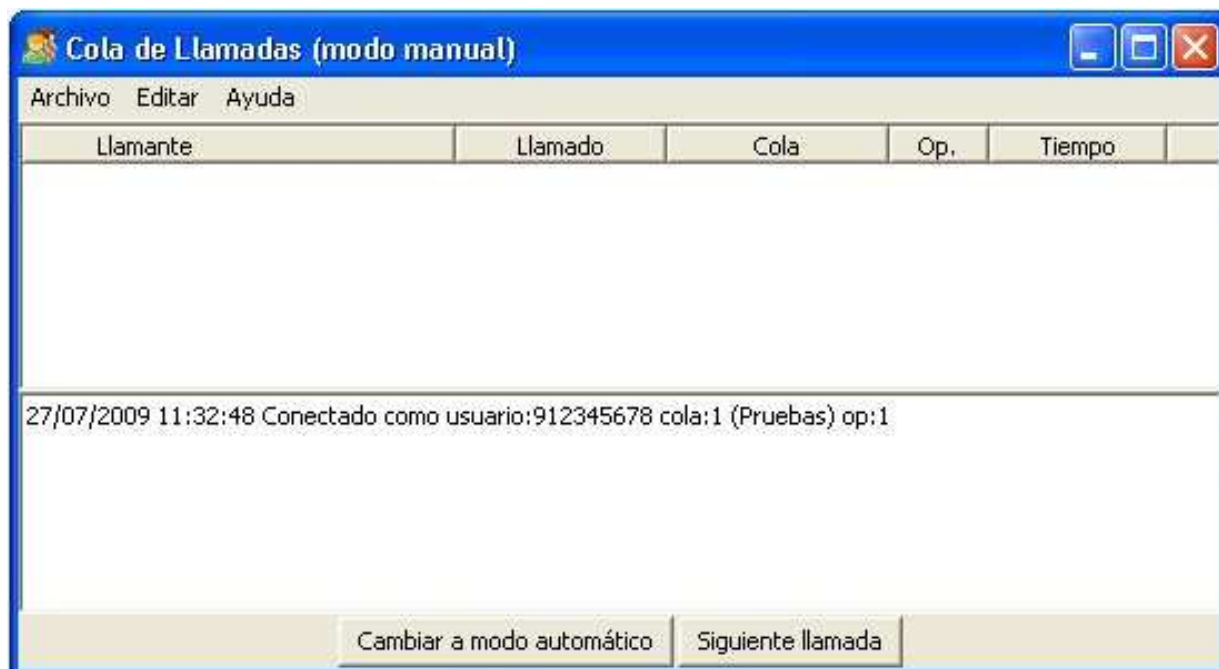 Cola de Llamadas (modo manual)
Archivo Editar Ayuda
Llamante Llamado Cola Op. Tiempo
27/07/2009 11:32:48 Conectado como usuario:912345678 cola:1 (Pruebas) op:1
Cambiar a modo automático Siguiente llamada